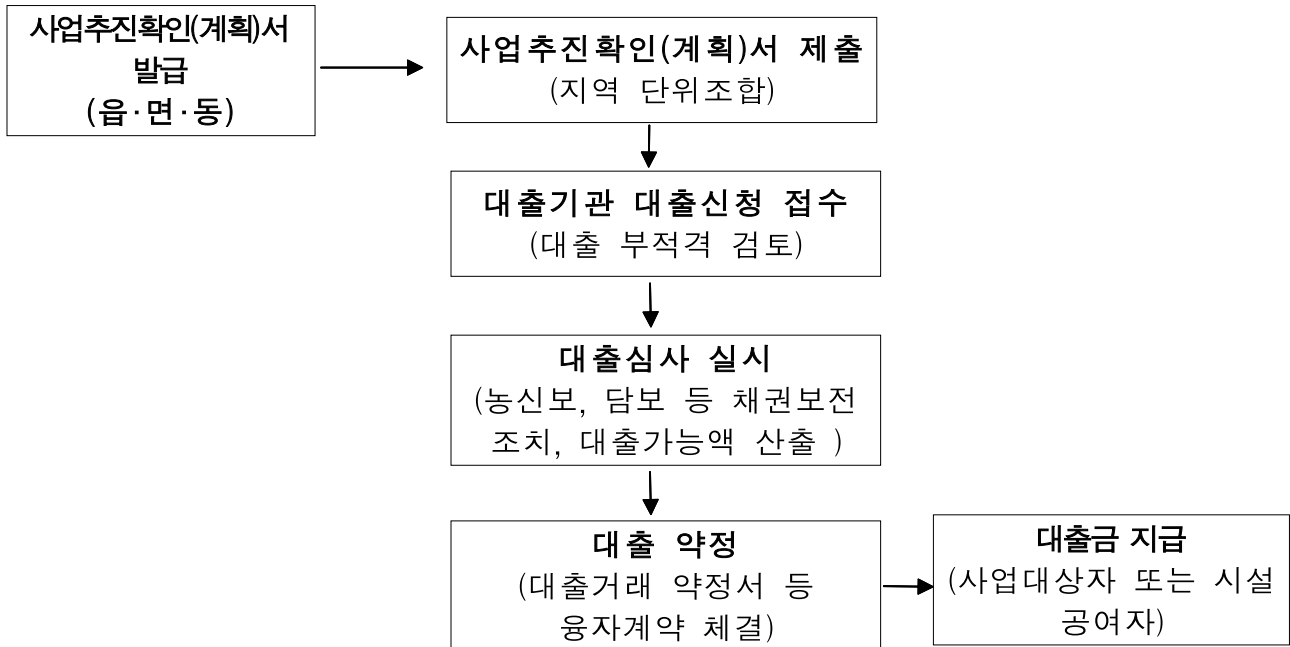 사업추진확인(계획)서
발급
(읍·면·동)
사업추진확인(계획)서 제출
(지역 단위조합)
대출기관 대출신청 접수
(대출 부적격 검토)
대출심사 실시
(농신보, 담보 등 채권보전
조치, 대출가능액 산출 )
대출 약정
(대출거래 약정서 등
융자계약 체결)
대출금 지급
(사업대상자 또는 시설
공여자)